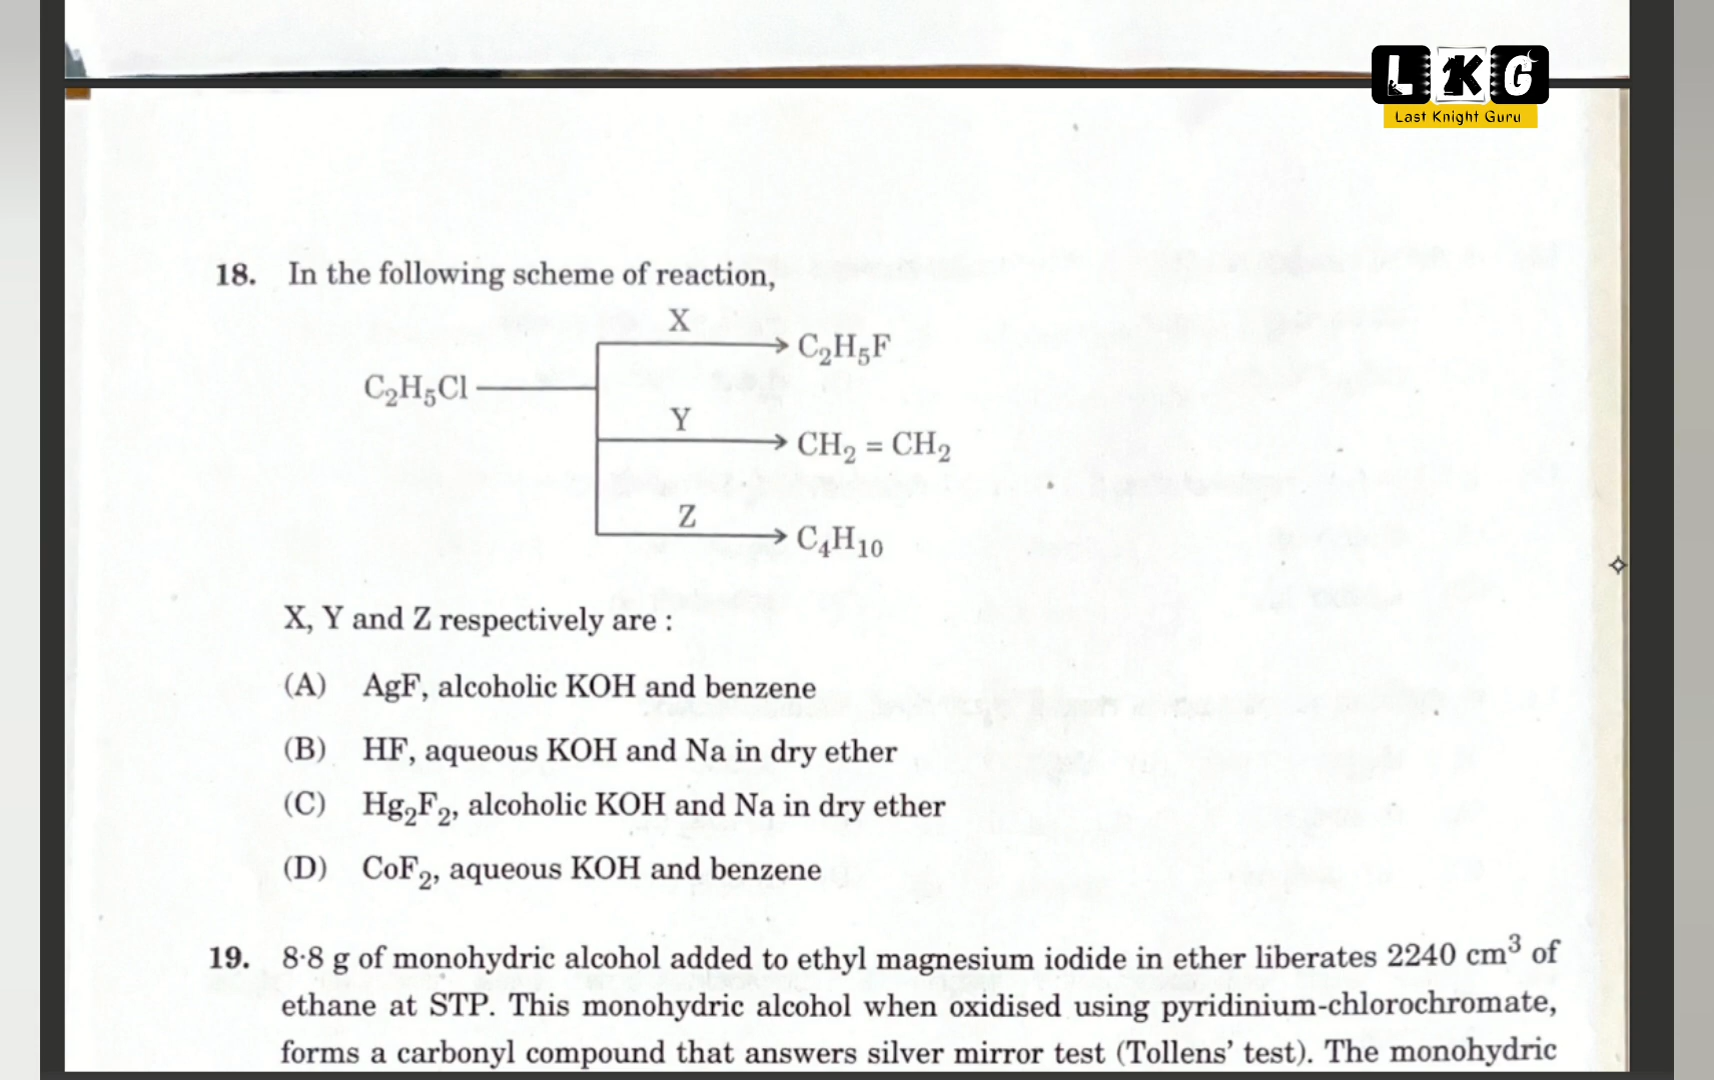 LKG
Last Knight Guru
18. In the following scheme of reaction,
X
C₂H₅F
C₂H₅Cl
Y
CH₂ = CH₂
Z
C₄H₁₀
X, Y and Z respectively are :
(A) AgF, alcoholic KOH and benzene
(B) HF, aqueous KOH and Na in dry ether
(C) Hg₂F₂, alcoholic KOH and Na in dry ether
(D) CoF₂, aqueous KOH and benzene
19. 8·8 g of monohydric alcohol added to ethyl magnesium iodide in ether liberates 2240 cm³ of
ethane at STP. This monohydric alcohol when oxidised using pyridinium-chlorochromate,
forms a carbonyl compound that answers silver mirror test (Tollens' test). The monohydric